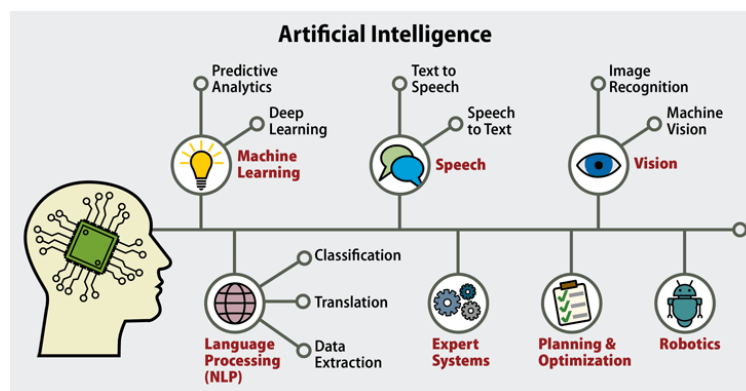 Artificial Intelligence
Predictive
Analytics
Deep
Learning
Machine
Learning
Text to
Speech
Speech
to Text
Speech
Image
Recognition
Machine
Vision
Vision
Classification
Translation
Data
Extraction
Language
Processing
(NLP)
Expert
Systems
Planning &
Optimization
Robotics